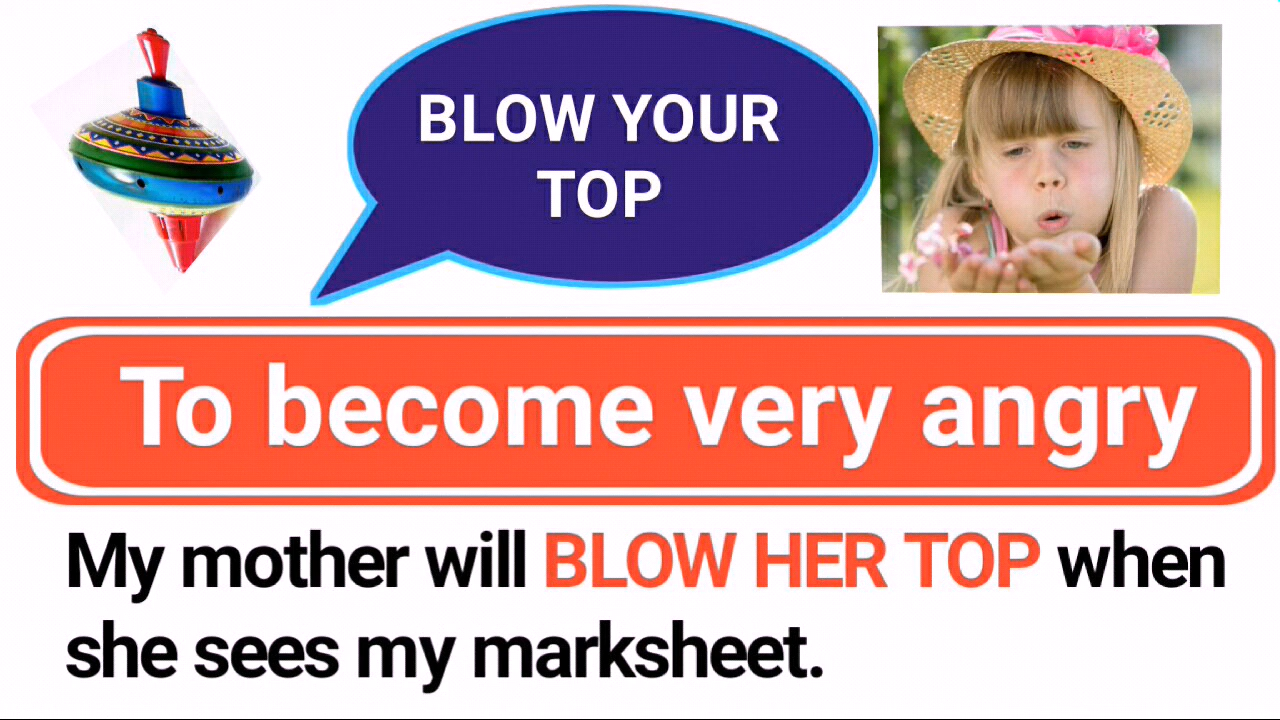 BLOW YOUR
TOP
To become very angry
My mother will BLOW HER TOP when
she sees my marksheet.